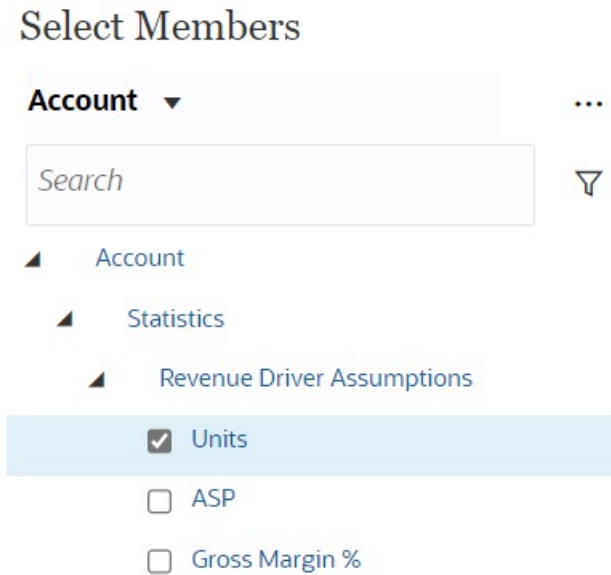 Select Members
Account
...
Search
Account
Statistics
Revenue Driver Assumptions
Units
ASP
Gross Margin %